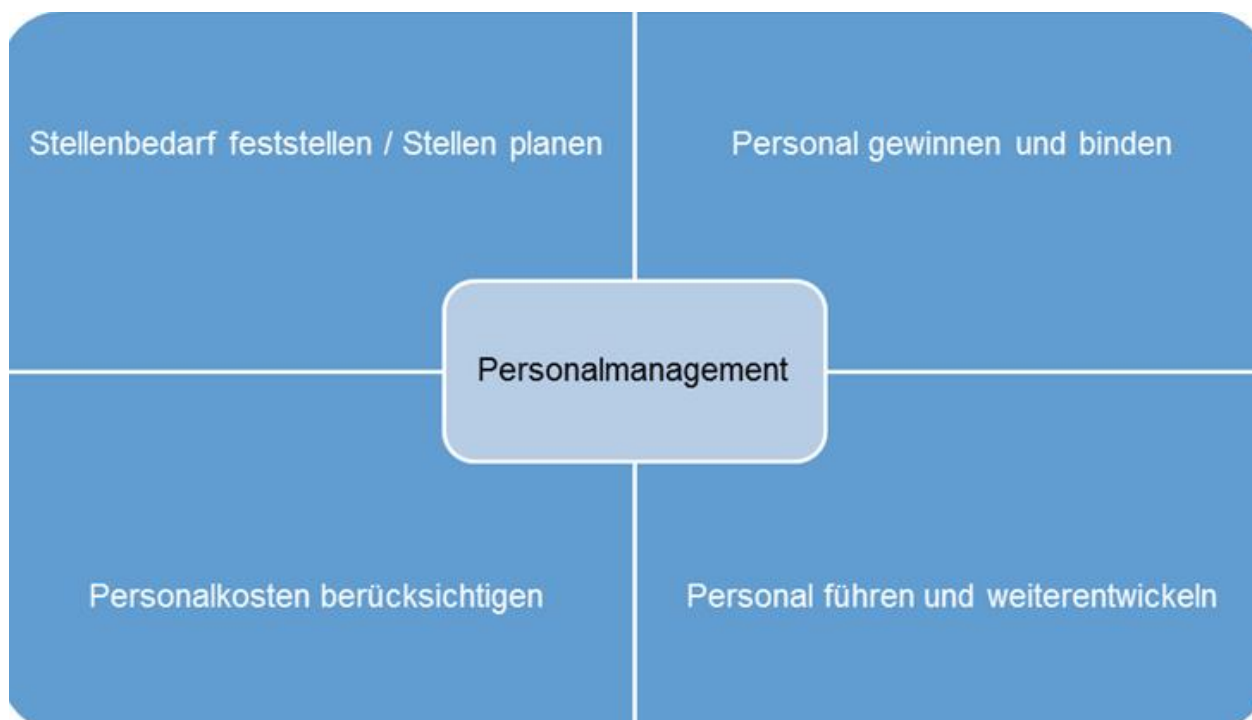 Stellenbedarf feststellen / Stellen planen
Personal gewinnen und binden
Personalmanagement
Personalkosten berücksichtigen
Personal führen und weiterentwickeln